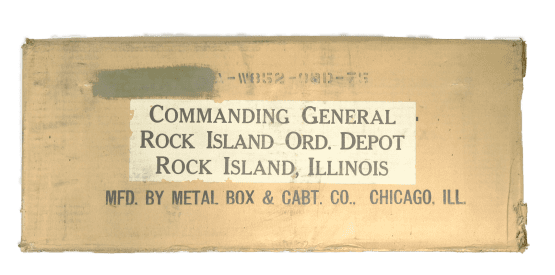 -W852-ORD-75
COMMANDING GENERAL
ROCK ISLAND ORD. DEPOT
ROCK ISLAND, ILLINOIS
MFD. BY METAL BOX & CABT. CO., CHICAGO, ILL.